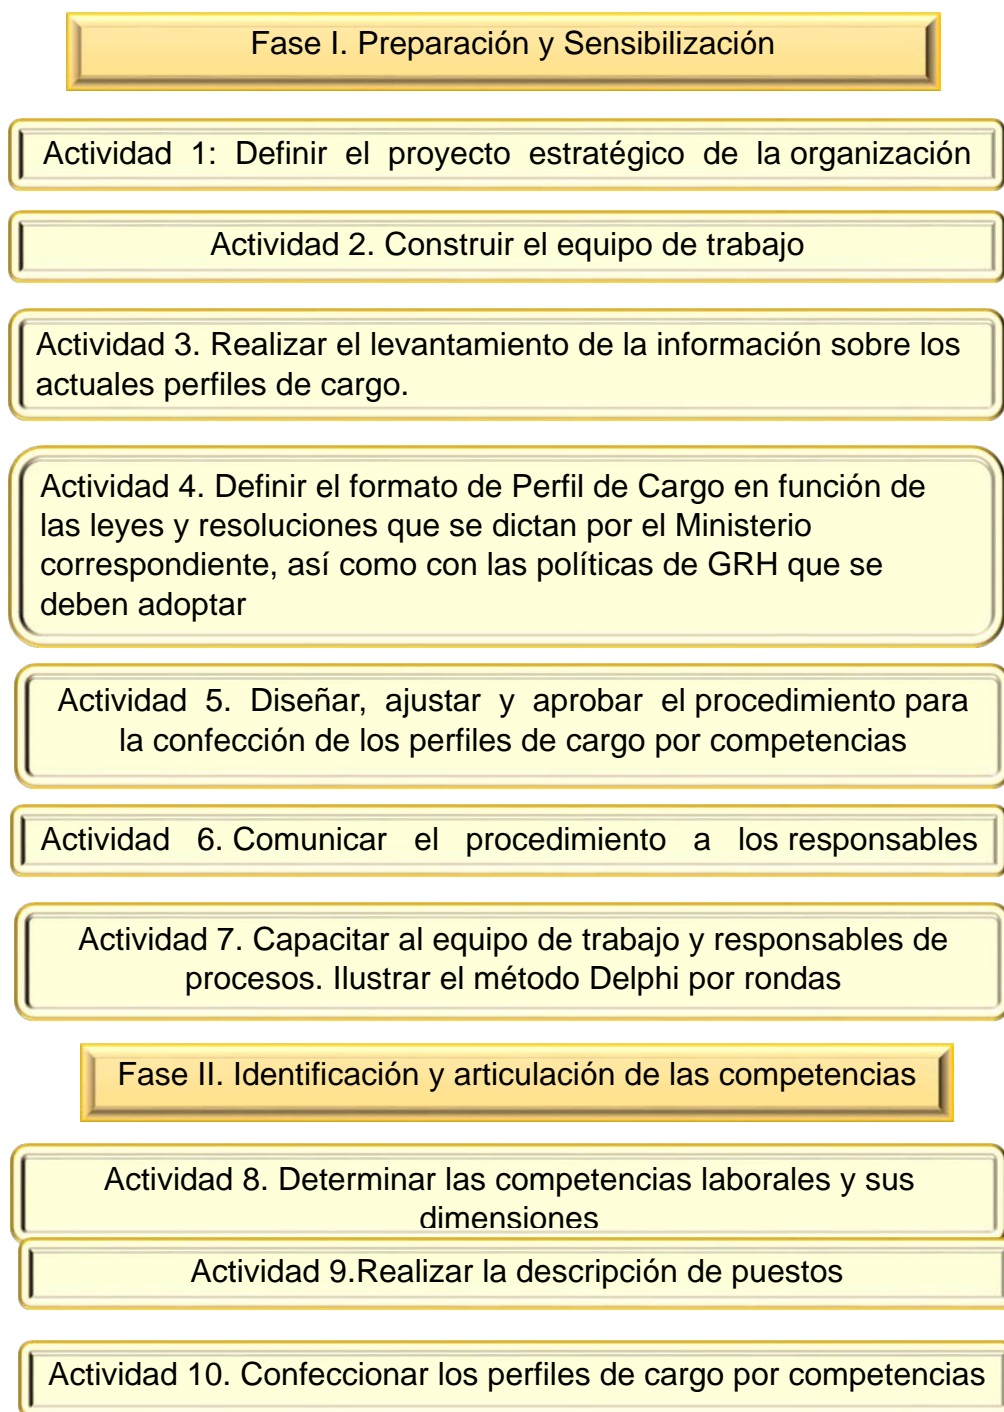 Fase I. Preparación y Sensibilización
Actividad 1: Definir el proyecto estratégico de la organización
Actividad 2. Construir el equipo de trabajo
Actividad 3. Realizar el levantamiento de la información sobre los
actuales perfiles de cargo.
Actividad 4. Definir el formato de Perfil de Cargo en función de
las leyes y resoluciones que se dictan por el Ministerio
correspondiente, así como con las políticas de GRH que se
deben adoptar
Actividad 5. Diseñar, ajustar y aprobar el procedimiento para
la confección de los perfiles de cargo por competencias
Actividad 6. Comunicar el procedimiento a los responsables
Actividad 7. Capacitar al equipo de trabajo y responsables de
procesos. Ilustrar el método Delphi por rondas
Fase II. Identificación y articulación de las competencias
Actividad 8. Determinar las competencias laborales y sus
dimensiones
Actividad 9.Realizar la descripción de puestos
Actividad 10. Confeccionar los perfiles de cargo por competencias